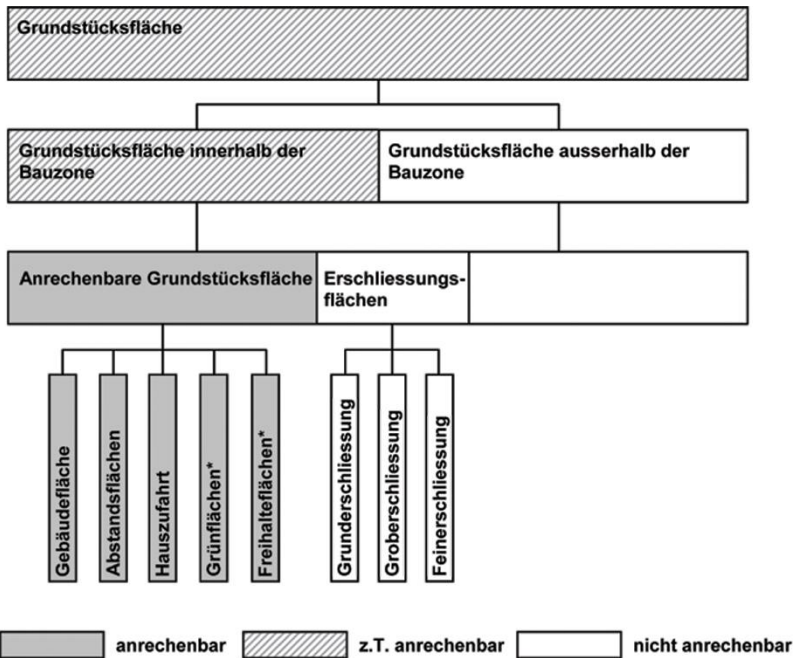 Grundstücksfläche
Grundstücksfläche innerhalb der
Bauzone
Grundstücksfläche ausserhalb der
Bauzone
Anrechenbare Grundstücksfläche
Erschliessungs-
flächen
Gebäudefläche
Abstandsflächen
Hauszufahrt
Grünflächen*
Freihalteflächen*
Grunderschliessung
Groberschliessung
Feinerschliessung
anrechenbar
z.T. anrechenbar
nicht anrechenbar